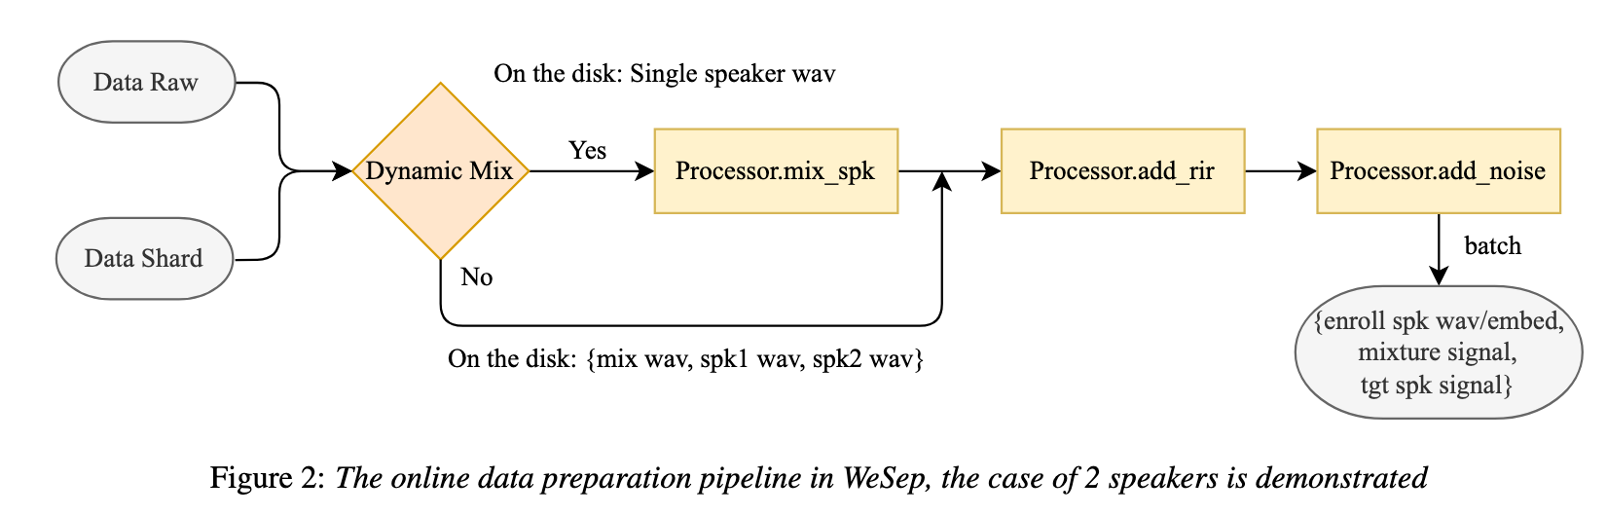 Data Raw
On the disk: Single speaker wav
Dynamic Mix
Yes
Processor.mix_spk
Processor.add_rir
Processor.add_noise
Data Shard
No
batch
On the disk: {mix wav, spk1 wav, spk2 wav}
{enroll spk wav/embed,
mixture signal,
tgt spk signal}
Figure 2: The online data preparation pipeline in WeSep, the case of 2 speakers is demonstrated